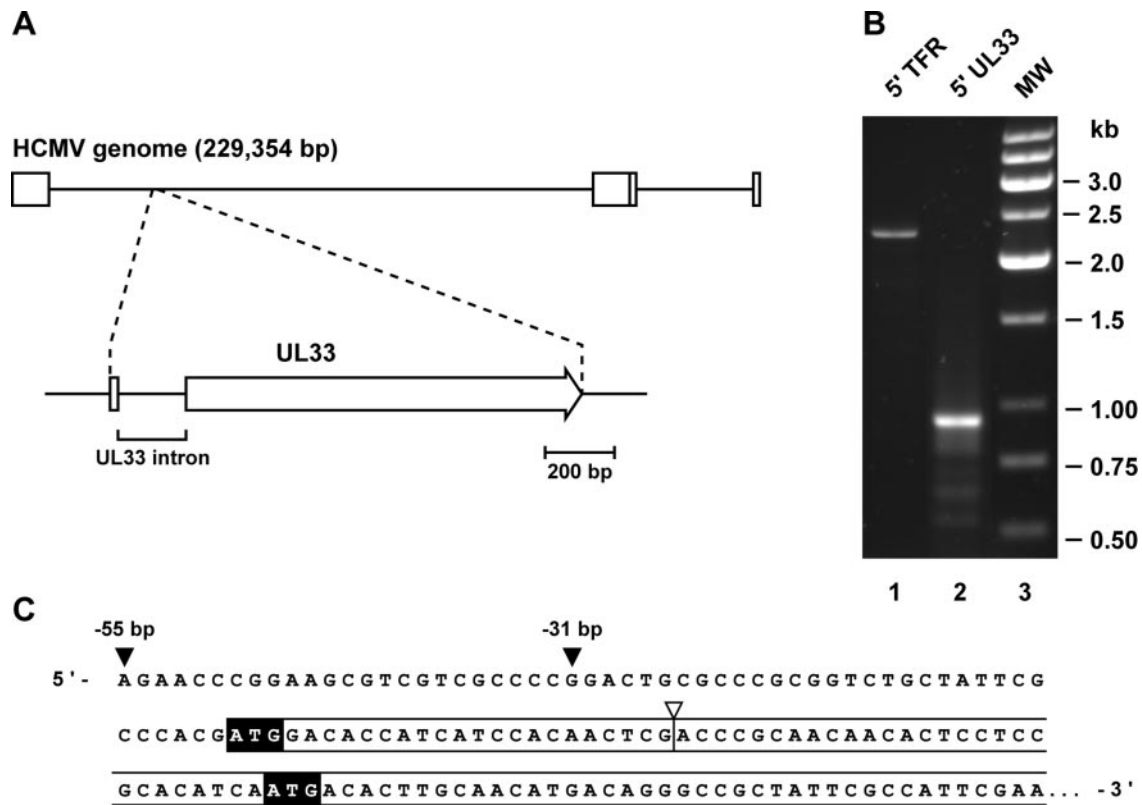 A
HCMV genome (229,354 bp)
UL33
UL33 intron
200 bp
B
5' TFR
5' UL33
MW
kb
3.0
2.5
2.0
1.5
1.00
0.75
0.50
1 2 3
C
-55 bp -31 bp
5'- AGAACCCGGAAGCGTCGTCGCCCCGGACTGCGCCCGCGGTCTGCTATTCG
CCCACGATGGACACCATCATCCACAACTCGACCCGCAACAACACTCCTCC
GCACATCAATGACACTTGCAACATGACAGGGCCGCTATTCGCCATTCGAA... -3'